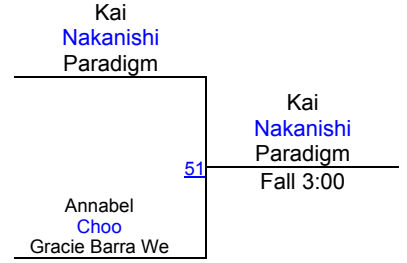 Kai
Nakanishi
Paradigm
Kai
Nakanishi
Paradigm
51
Fall 3:00
Annabel
Choo
Gracie Barra We